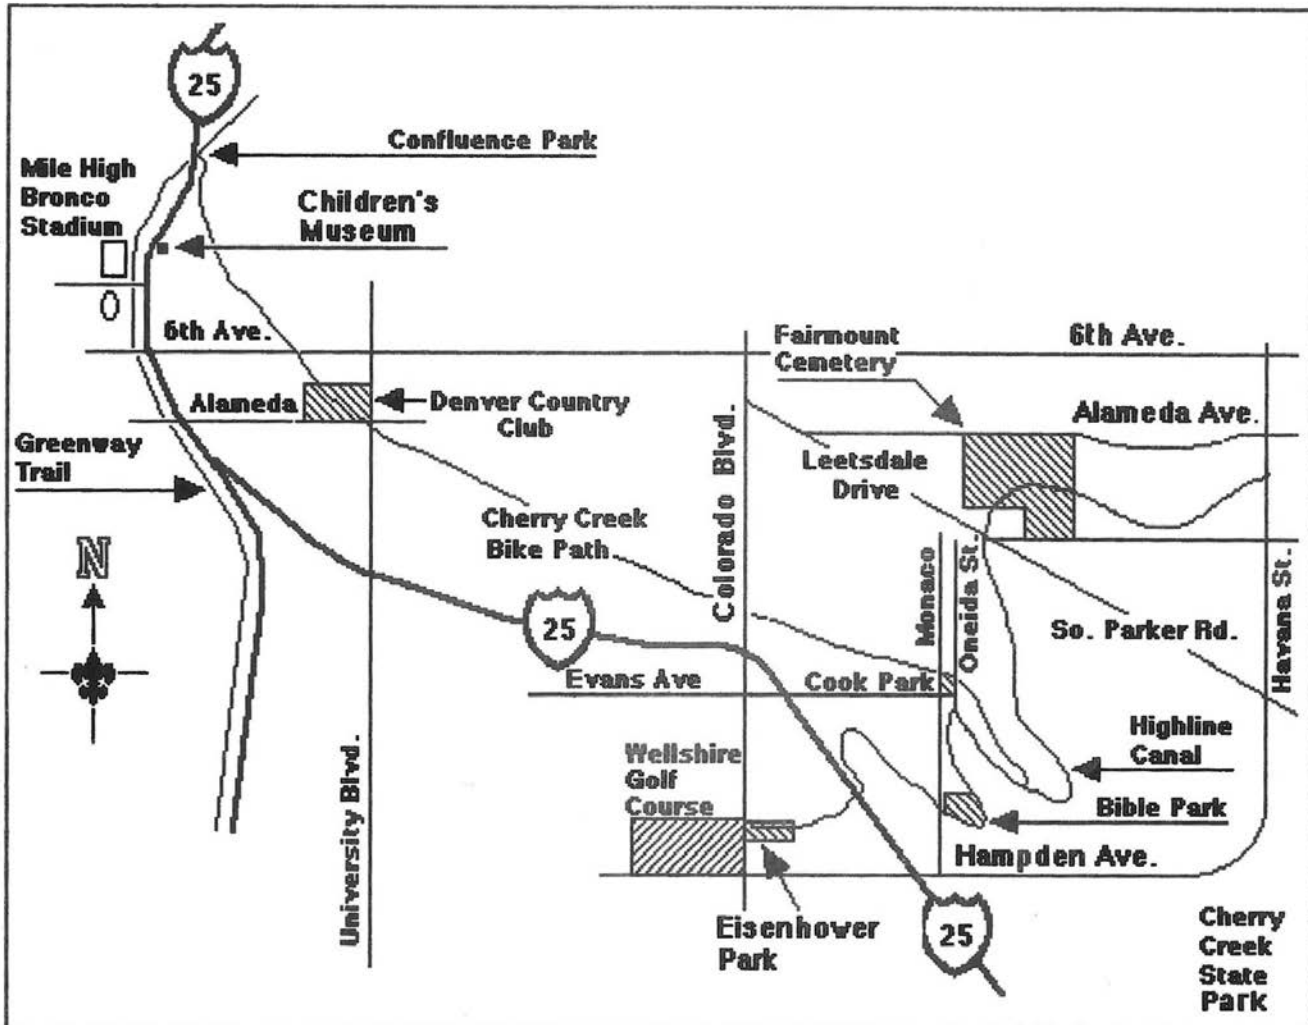 25
Confluence Park
Mile High
Bronco
Stadium
Children's
Museum
6th Ave.
Fairmount
Cemetery
6th Ave.
Alameda
Denver Country
Club
Colorado Blvd.
Alameda Ave.
Greenway
Trail
Leetsdale
Drive
Cherry Creek
Bike Path
N
25
Monaco
Oneida St.
So. Parker Rd.
Havana St.
Evans Ave
Cook Park
University Blvd.
Wellshire
Golf
Course
Highline
Canal
Bible Park
Hampden Ave.
Eisenhower
Park
25
Cherry
Creek
State
Park